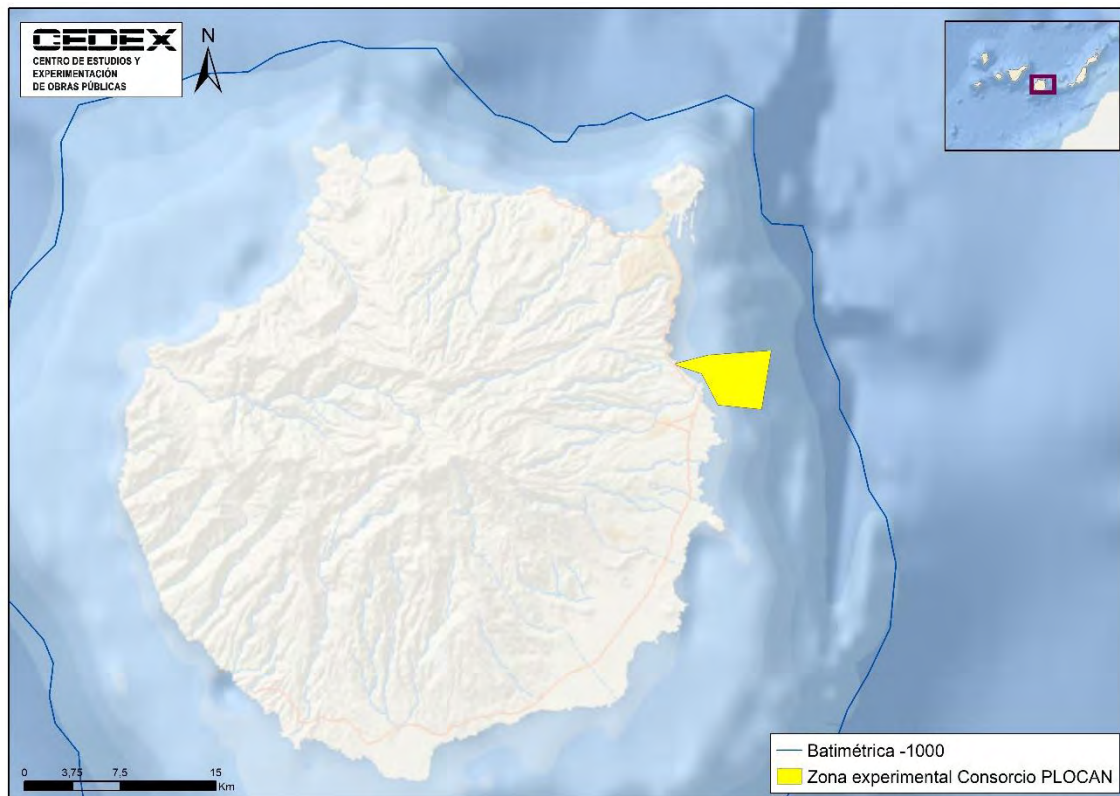 CEDEX
CENTRO DE ESTUDIOS Y
EXPERIMENTACIÓN
DE OBRAS PÚBLICAS
N
0 3,75 7,5 15
Km
Batimétrica -1000
Zona experimental Consorcio PLOCAN